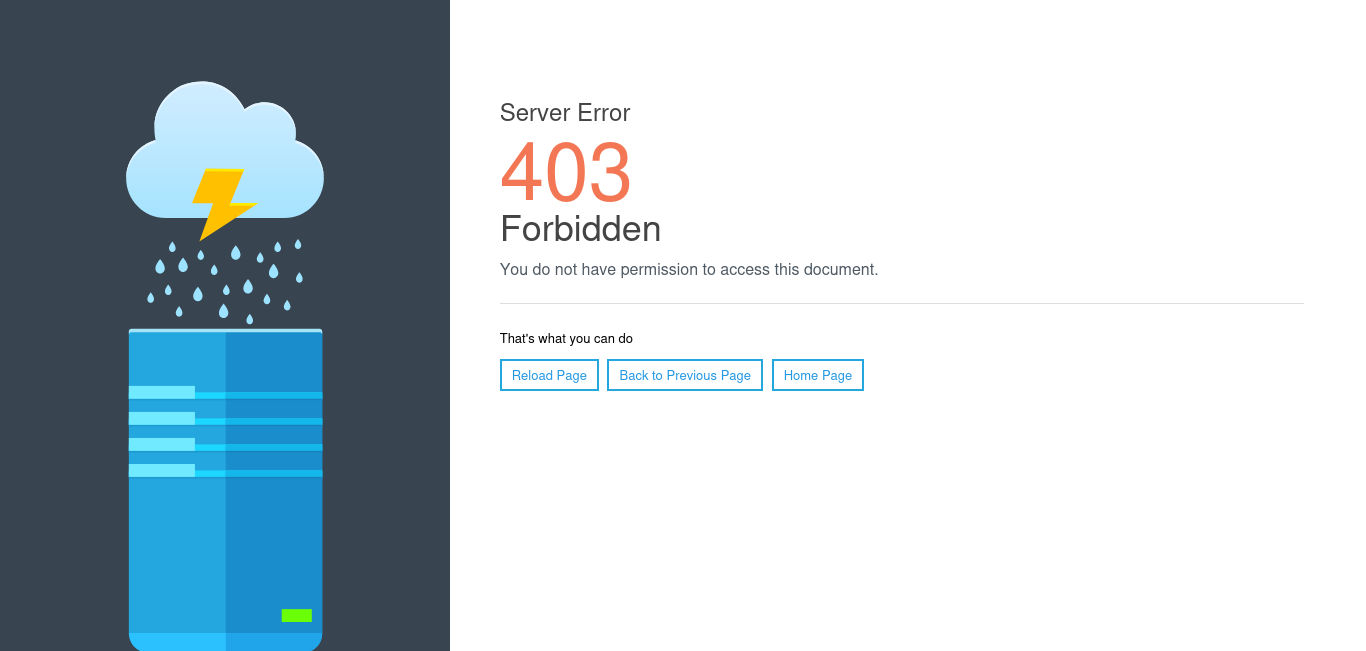 Server Error
403
Forbidden
You do not have permission to access this document.
That's what you can do
Reload Page Back to Previous Page Home Page